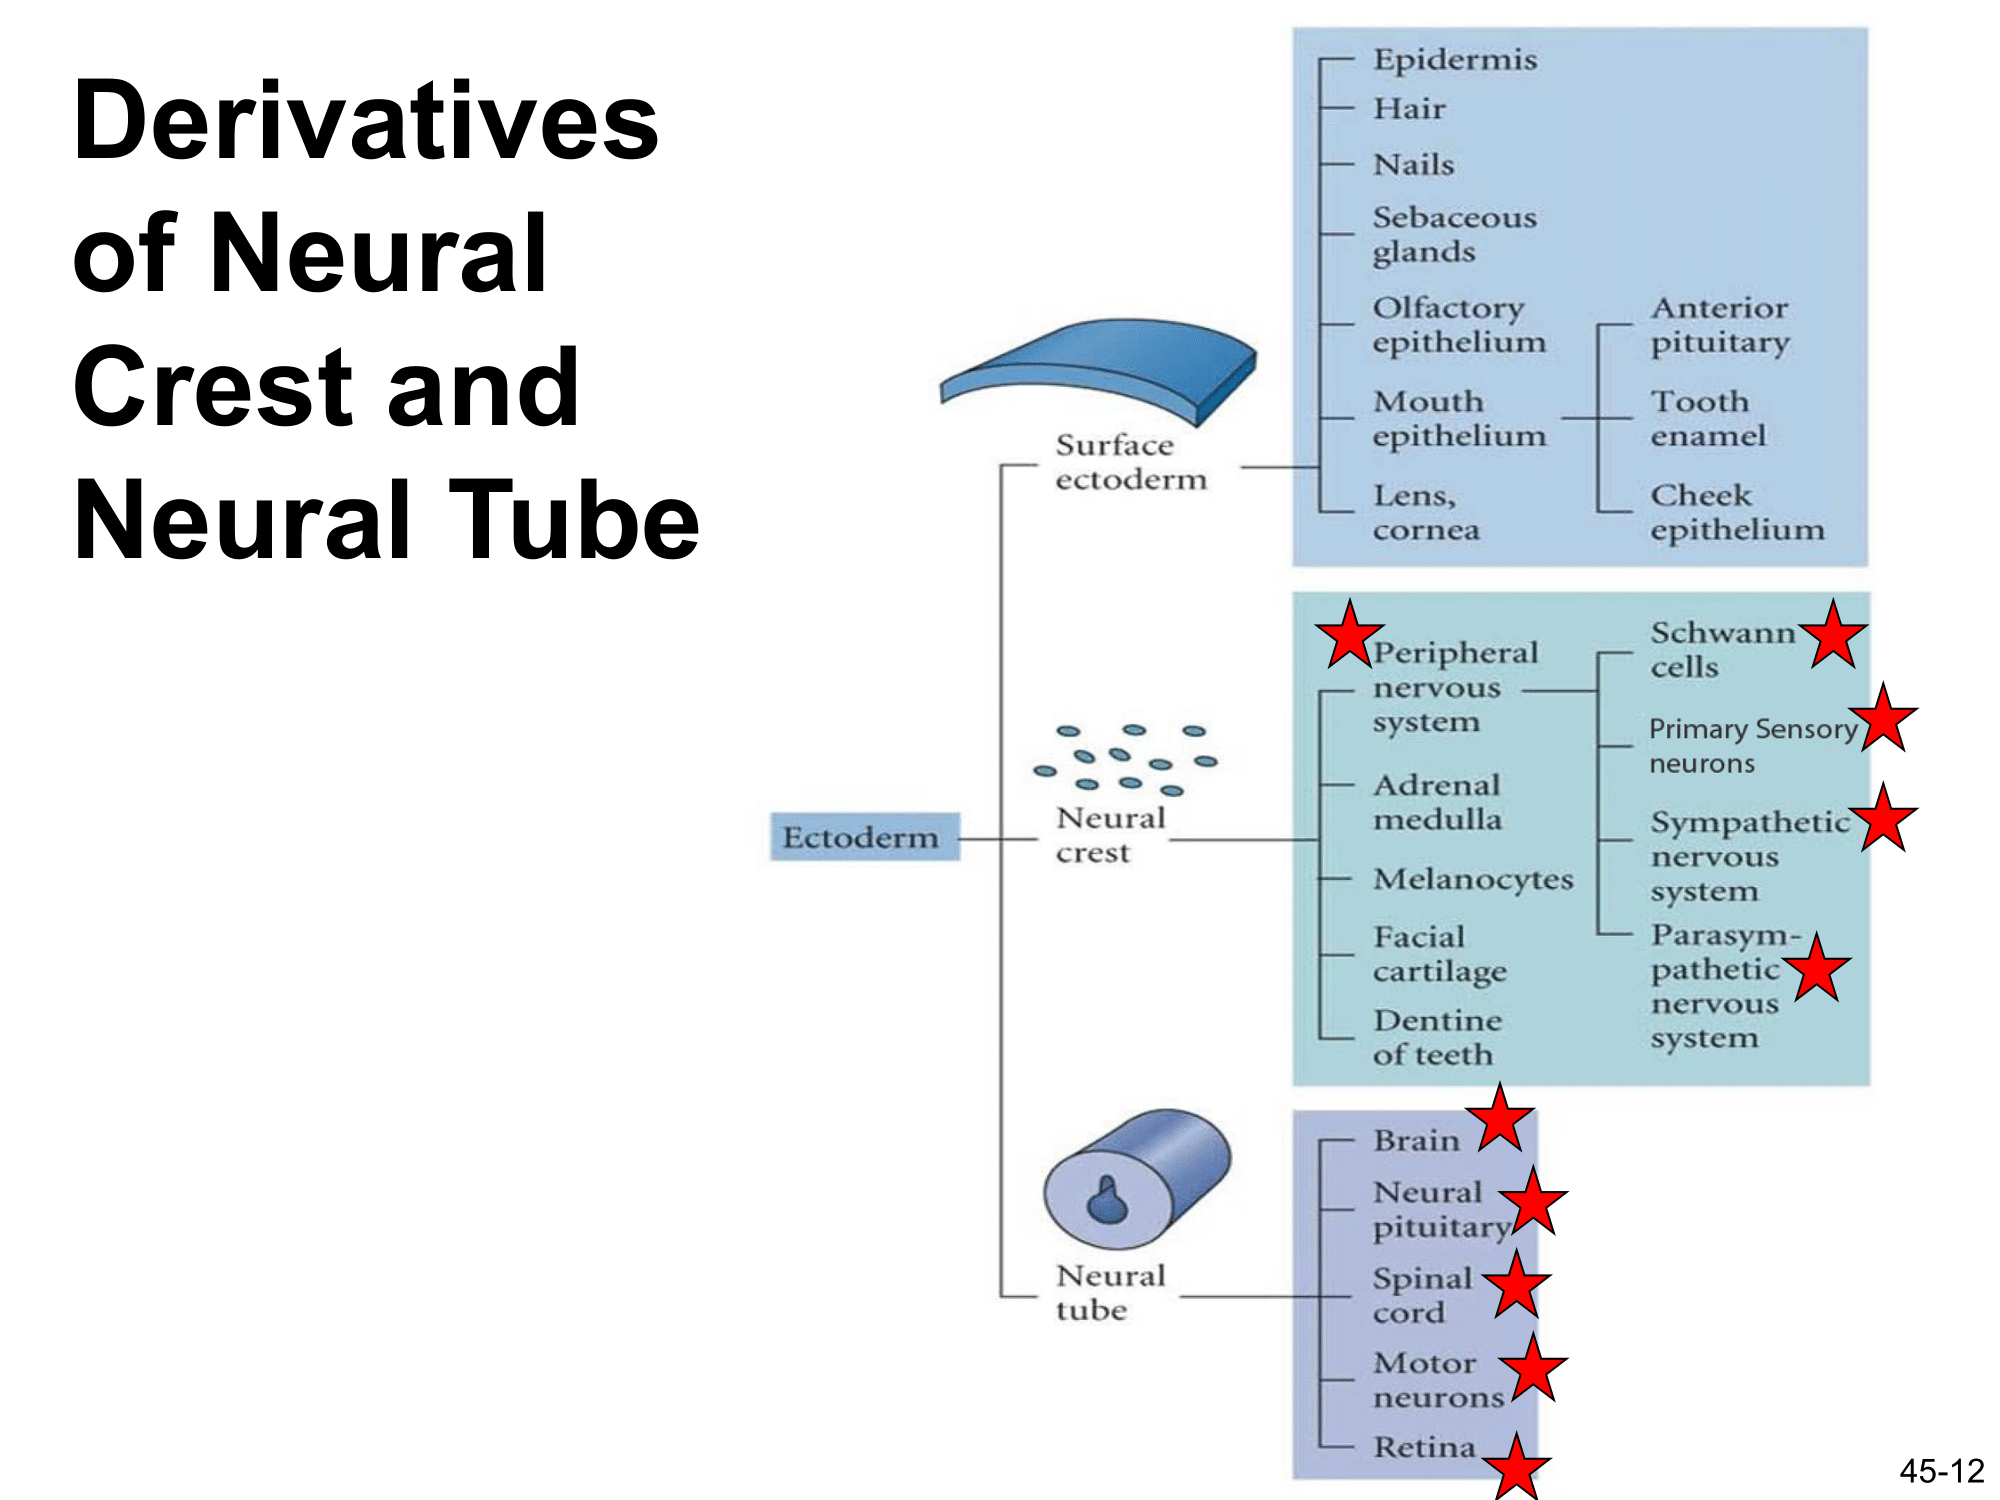 Derivatives
of Neural
Crest and
Neural Tube
Ectoderm
Surface
ectoderm
Epidermis
Hair
Nails
Sebaceous
glands
Olfactory
epithelium
Mouth
epithelium
Lens,
cornea
Anterior
pituitary
Tooth
enamel
Cheek
epithelium
Neural
crest
Peripheral
nervous
system
Adrenal
medulla
Melanocytes
Facial
cartilage
Dentine
of teeth
Schwann
cells
Primary Sensory
neurons
Sympathetic
nervous
system
Parasym-
pathetic
nervous
system
Neural
tube
Brain
Neural
pituitary
Spinal
cord
Motor
neurons
Retina
45-12